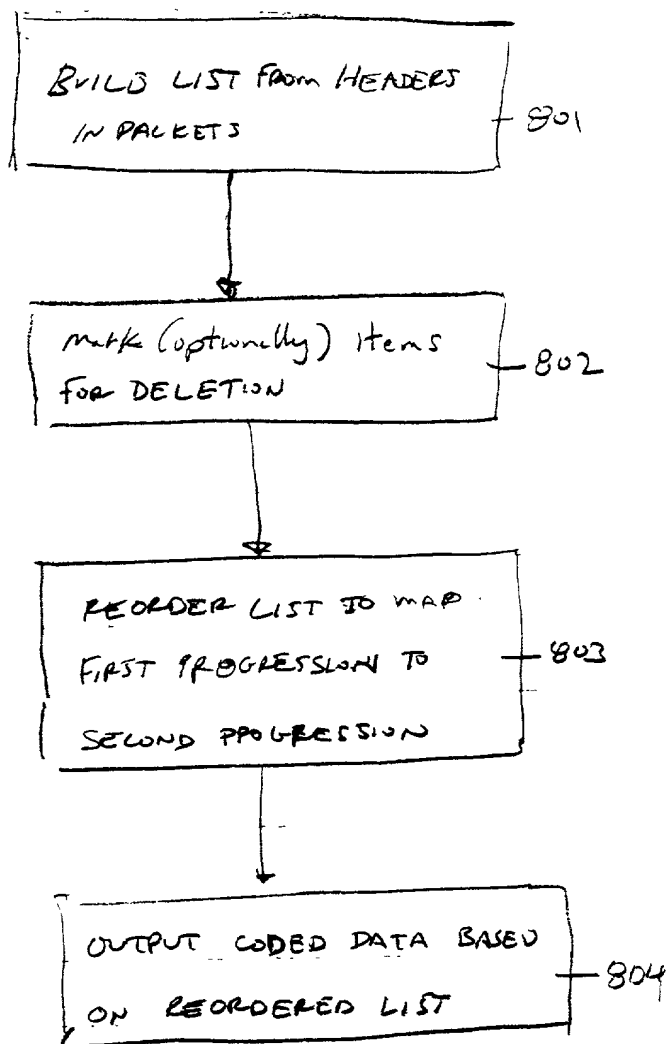 BUILD LIST FROM HEADERS
IN PACKETS
801
Mark (optionally) items
FOR DELETION
802
REORDER LIST TO MAP
FIRST PROGRESSION TO
SECOND PROGRESSION
803
OUTPUT CODED DATA BASED
ON REORDERED LIST
804